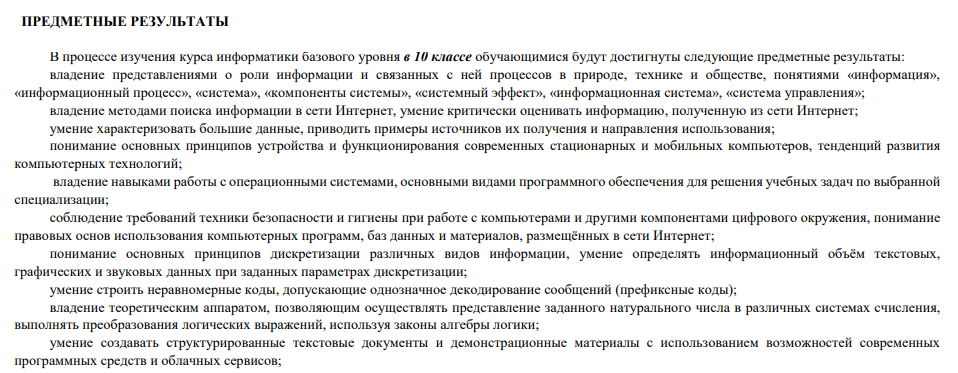 ПРЕДМЕТНЫЕ РЕЗУЛЬТАТЫ
В процессе изучения курса информатики базового уровня в 10 классе обучающимися будут достигнуты следующие предметные результаты:
владение представлениями о роли информации и связанных с ней процессов в природе, технике и обществе, понятиями «информация»,
«информационный процесс», «система», «компоненты системы», «системный эффект», «информационная система», «система управления»;
владение методами поиска информации в сети Интернет, умение критически оценивать информацию, полученную из сети Интернет;
умение характеризовать большие данные, приводить примеры источников их получения и направления использования;
понимание основных принципов устройства и функционирования современных стационарных и мобильных компьютеров, тенденций развития
компьютерных технологий;
владение навыками работы с операционными системами, основными видами программного обеспечения для решения учебных задач по выбранной
специализации;
соблюдение требований техники безопасности и гигиены при работе с компьютерами и другими компонентами цифрового окружения, понимание
правовых основ использования компьютерных программ, баз данных и материалов, размещённых в сети Интернет;
понимание основных принципов дискретизации различных видов информации, умение определять информационный объём текстовых,
графических и звуковых данных при заданных параметрах дискретизации;
умение строить неравномерные коды, допускающие однозначное декодирование сообщений (префиксные коды);
владение теоретическим аппаратом, позволяющим осуществлять представление заданного натурального числа в различных системах счисления,
выполнять преобразования логических выражений, используя законы алгебры логики;
умение создавать структурированные текстовые документы и демонстрационные материалы с использованием возможностей современных
программных средств и облачных сервисов;